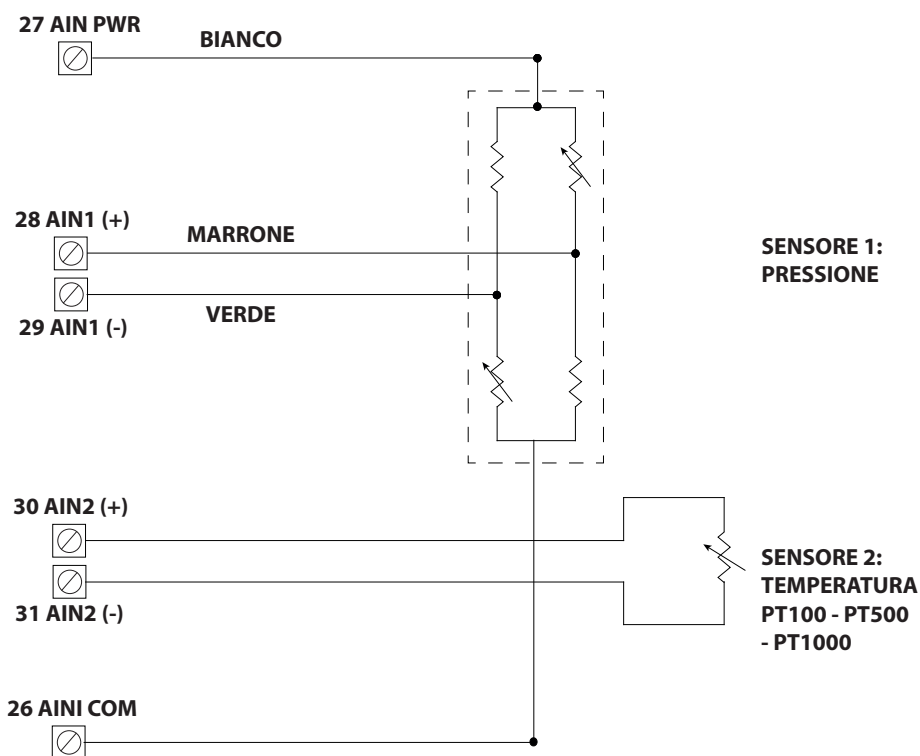 27 AIN PWR
BIANCO
28 AIN1 (+)
MARRONE
SENSORE 1:
PRESSIONE
29 AIN1 (-)
VERDE
30 AIN2 (+)
31 AIN2 (-)
SENSORE 2:
TEMPERATURA
PT100 - PT500
- PT1000
26 AINI COM